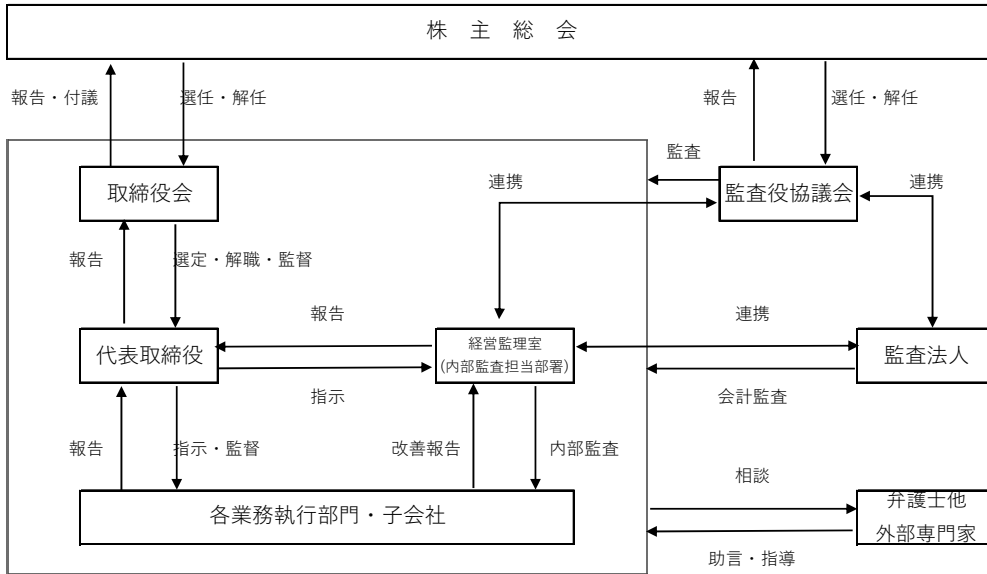 株　主　総　会
報告・付議
選任・解任
報告
選任・解任
監査
取締役会
連携
監査役協議会
連携
報告
選定・解職・監督
報告
連携
代表取締役
経営監理室
(内部監査担当部署)
監査法人
指示
会計監査
報告
指示・監督
改善報告
内部監査
相談
各業務執行部門・子会社
弁護士他
外部専門家
助言・指導